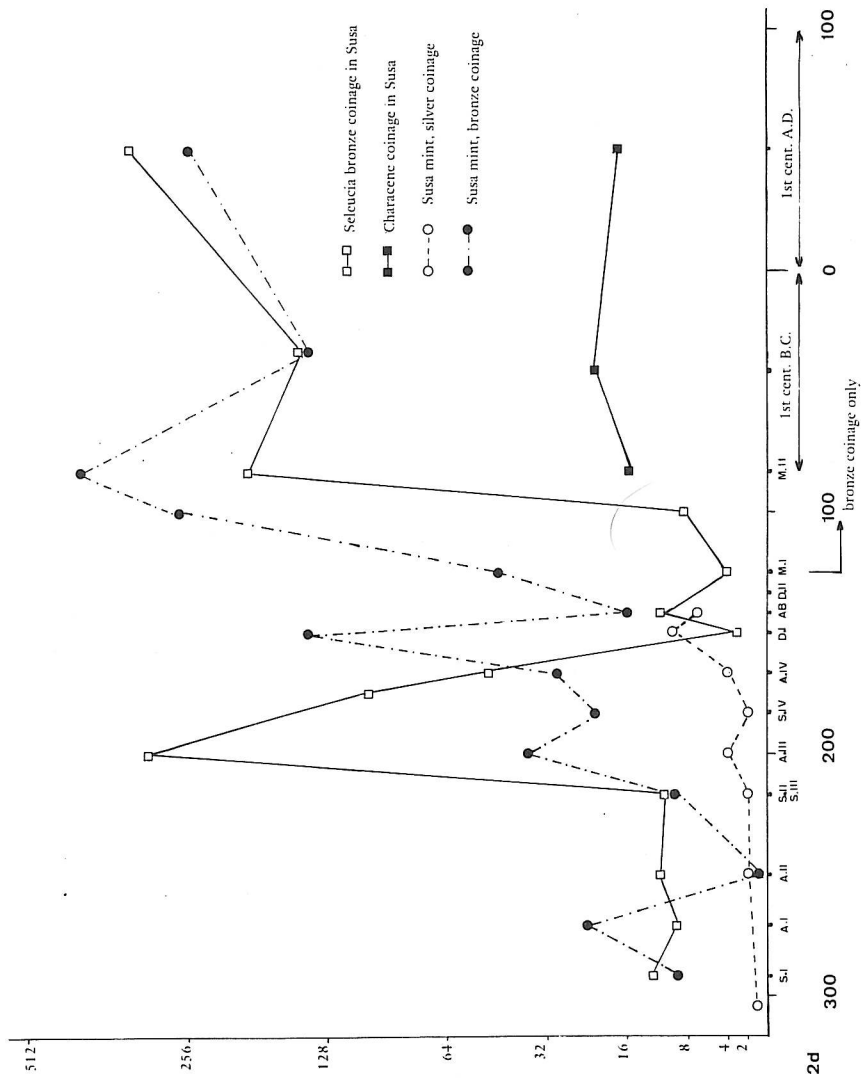 512
256
128
64
32
16
8
4
2
2d
Seleucia bronze coinage in Susa
Characene coinage in Susa
Susa mint, silver coinage
Susa mint, bronze coinage
S.I
A.I
A.II
S.II
S.III
A.III
S.IV
A.IV
DJ
AB
DJII
M.I
M.II
300
200
100
0
100
1st cent. B.C.
1st cent. A.D.
bronze coinage only